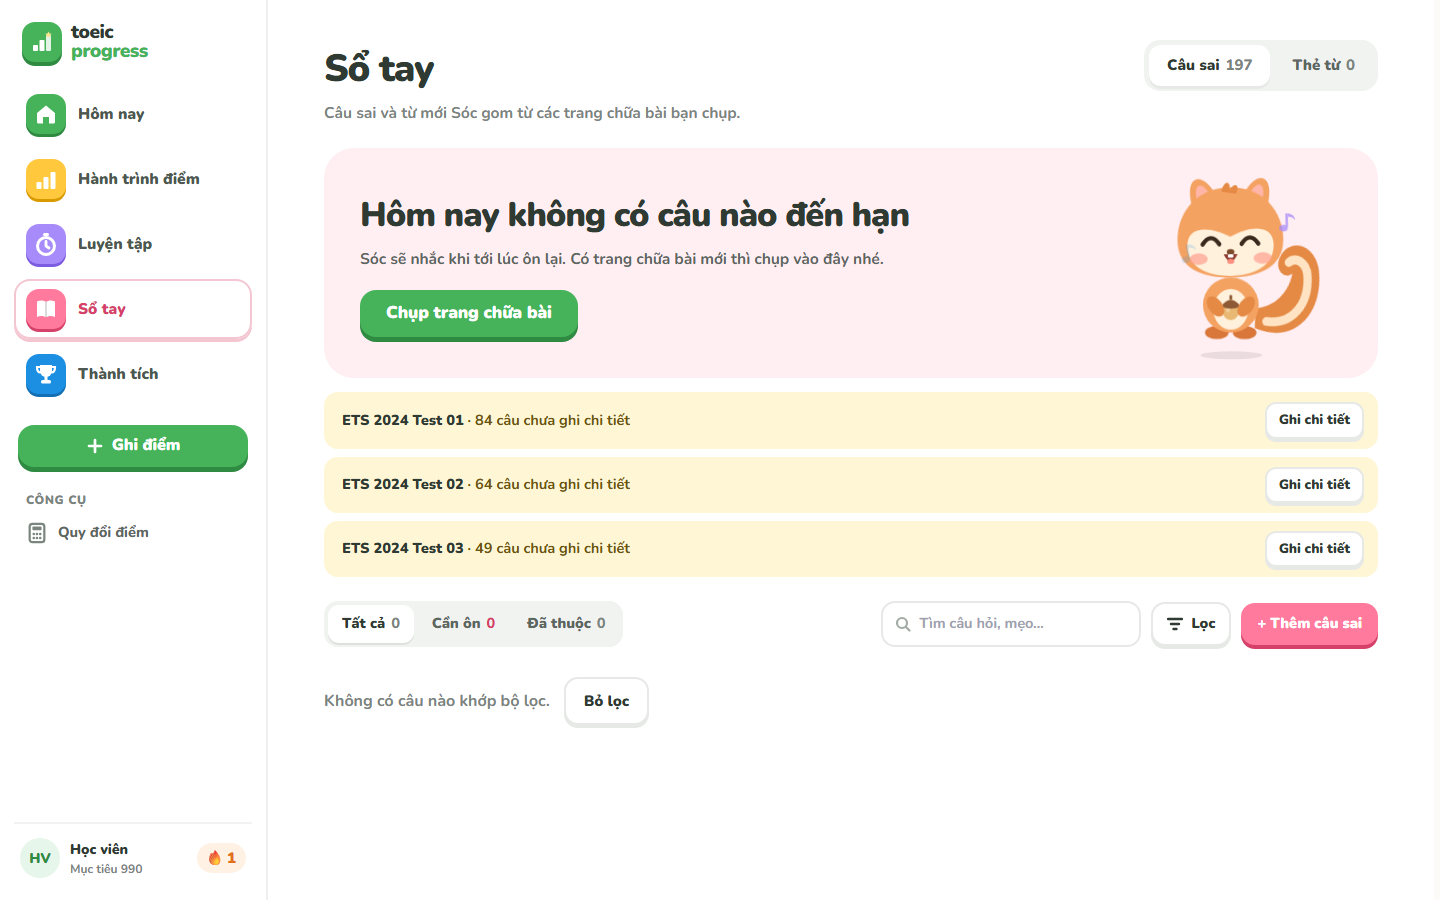 toeic
progress
Hôm nay
Hành trình điểm
Luyện tập
Sổ tay
Thành tích
+ Ghi điểm
CÔNG CỤ
Quy đổi điểm
HV
Học viên
Mục tiêu 990
1
Sổ tay
Câu sai 197
Thẻ từ 0
Câu sai và từ mới Sóc gom từ các trang chữa bài bạn chụp.
Hôm nay không có câu nào đến hạn
Sóc sẽ nhắc khi tới lúc ôn lại. Có trang chữa bài mới thì chụp vào đây nhé.
Chụp trang chữa bài
ETS 2024 Test 01 · 84 câu chưa ghi chi tiết
Ghi chi tiết
ETS 2024 Test 02 · 64 câu chưa ghi chi tiết
Ghi chi tiết
ETS 2024 Test 03 · 49 câu chưa ghi chi tiết
Ghi chi tiết
Tất cả 0
Cần ôn 0
Đã thuộc 0
Tìm câu hỏi, mẹo...
Lọc
+ Thêm câu sai
Không có câu nào khớp bộ lọc.
Bỏ lọc